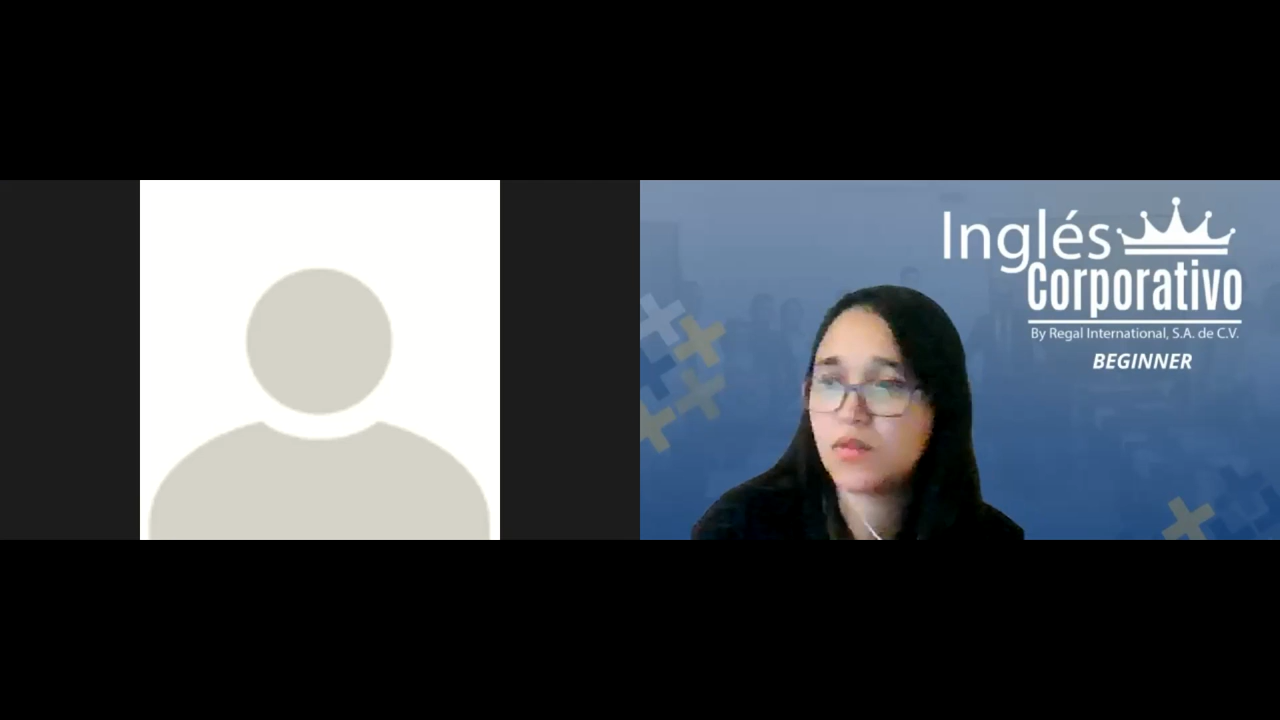 Inglés
Corporativo
By Regal International, S.A. de C.V.
BEGINNER